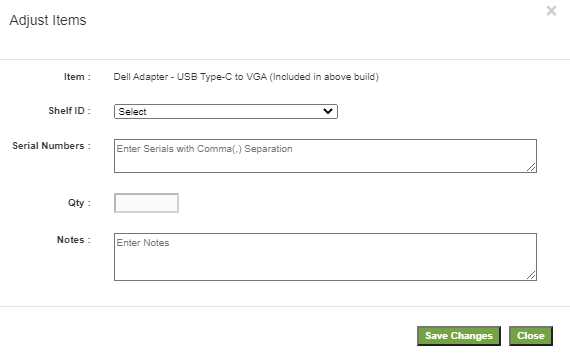 Adjust Items
×
Item : Dell Adapter - USB Type-C to VGA (Included in above build)
Shelf ID : Select
Serial Numbers : Enter Serials with Comma(,) Separation
Qty :
Notes : Enter Notes
Save Changes Close